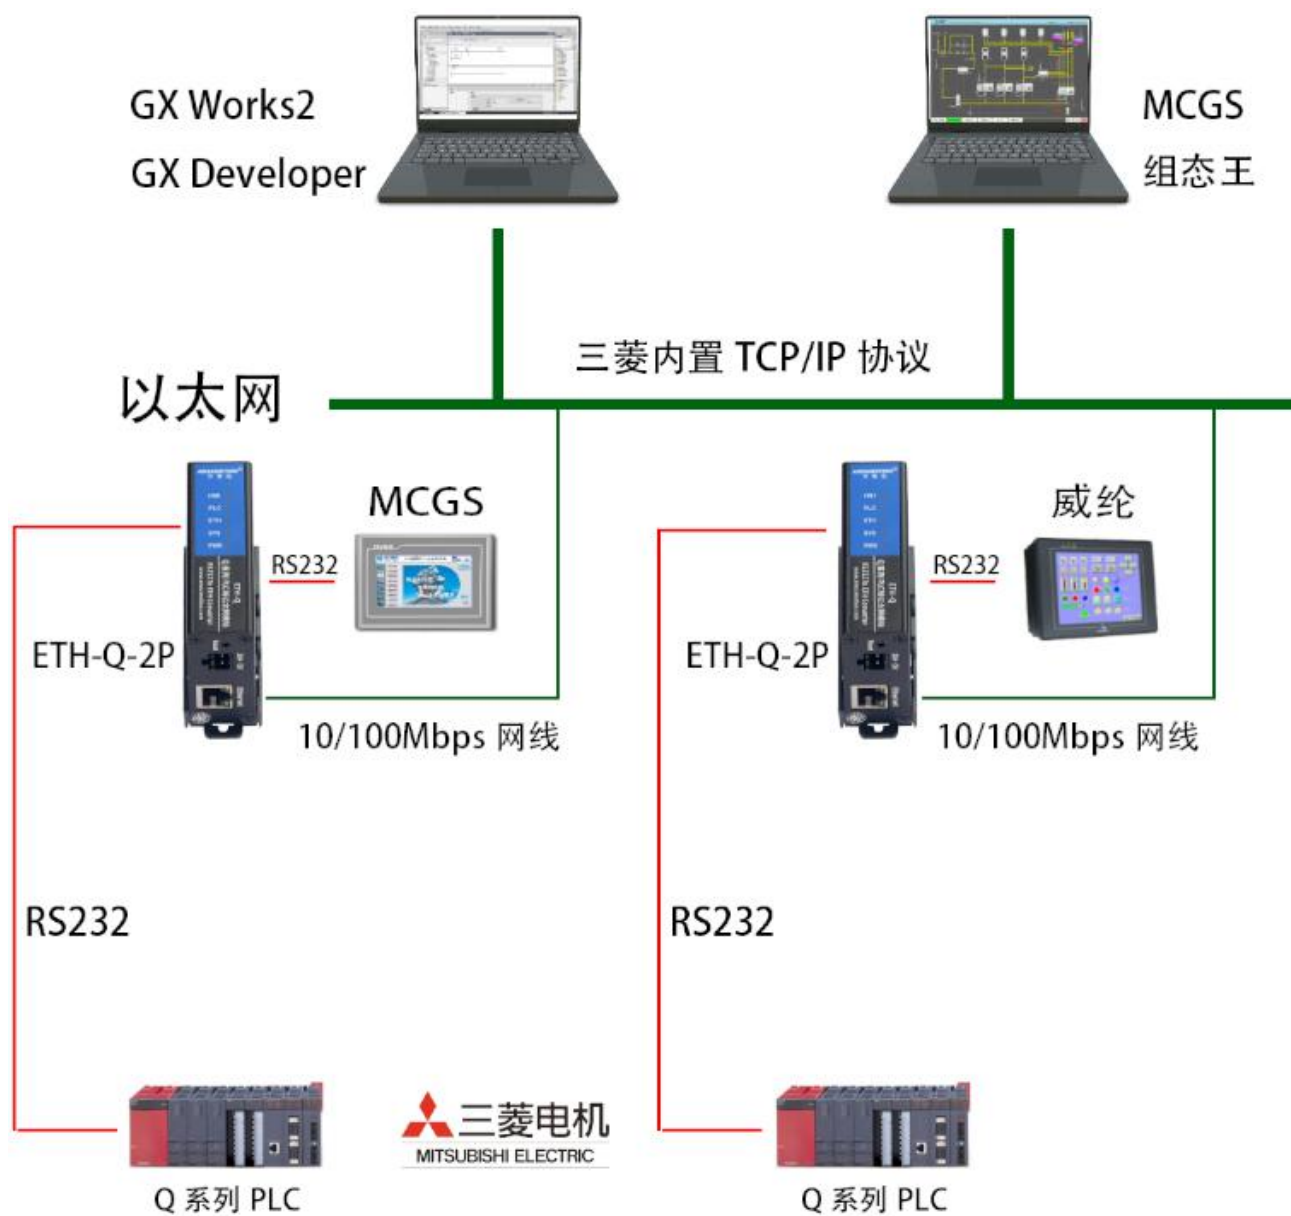 GX Works2
GX Developer
MCGS
组态王
三菱内置 TCP/IP 协议
以太网
MCGS
RS232
ETH-Q-2P
10/100Mbps 网线
威纶
RS232
ETH-Q-2P
10/100Mbps 网线
RS232
RS232
三菱电机
MITSUBISHI ELECTRIC
Q 系列 PLC
Q 系列 PLC